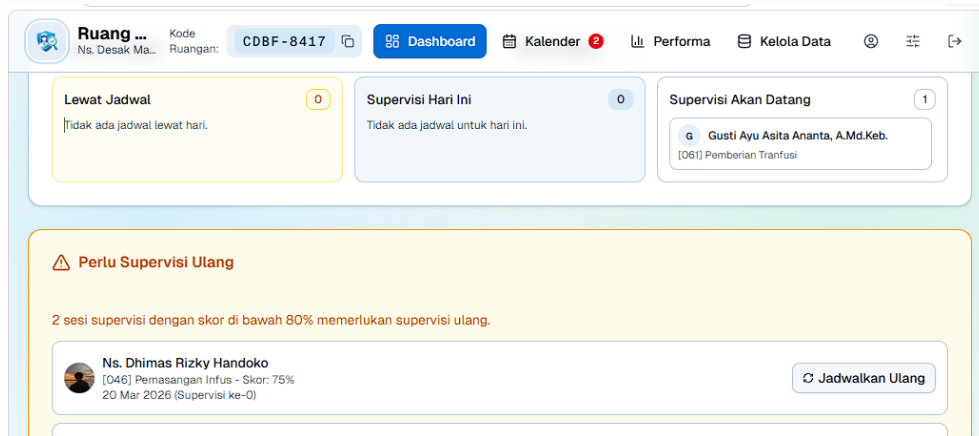 Ruang ...
Ns. Desak Ma...
Kode
Ruangan:
CDBF-8417
Dashboard
Kalender 2
Performa
Kelola Data
Lewat Jadwal 0
Tidak ada jadwal lewat hari.
Supervisi Hari Ini 0
Tidak ada jadwal untuk hari ini.
Supervisi Akan Datang 1
G Gusti Ayu Asita Ananta, A.Md.Keb.
[061] Pemberian Tranfusi
Perlu Supervisi Ulang
2 sesi supervisi dengan skor di bawah 80% memerlukan supervisi ulang.
Ns. Dhimas Rizky Handoko
[046] Pemasangan Infus - Skor: 75%
20 Mar 2026 (Supervisi ke-0)
Jadwalkan Ulang